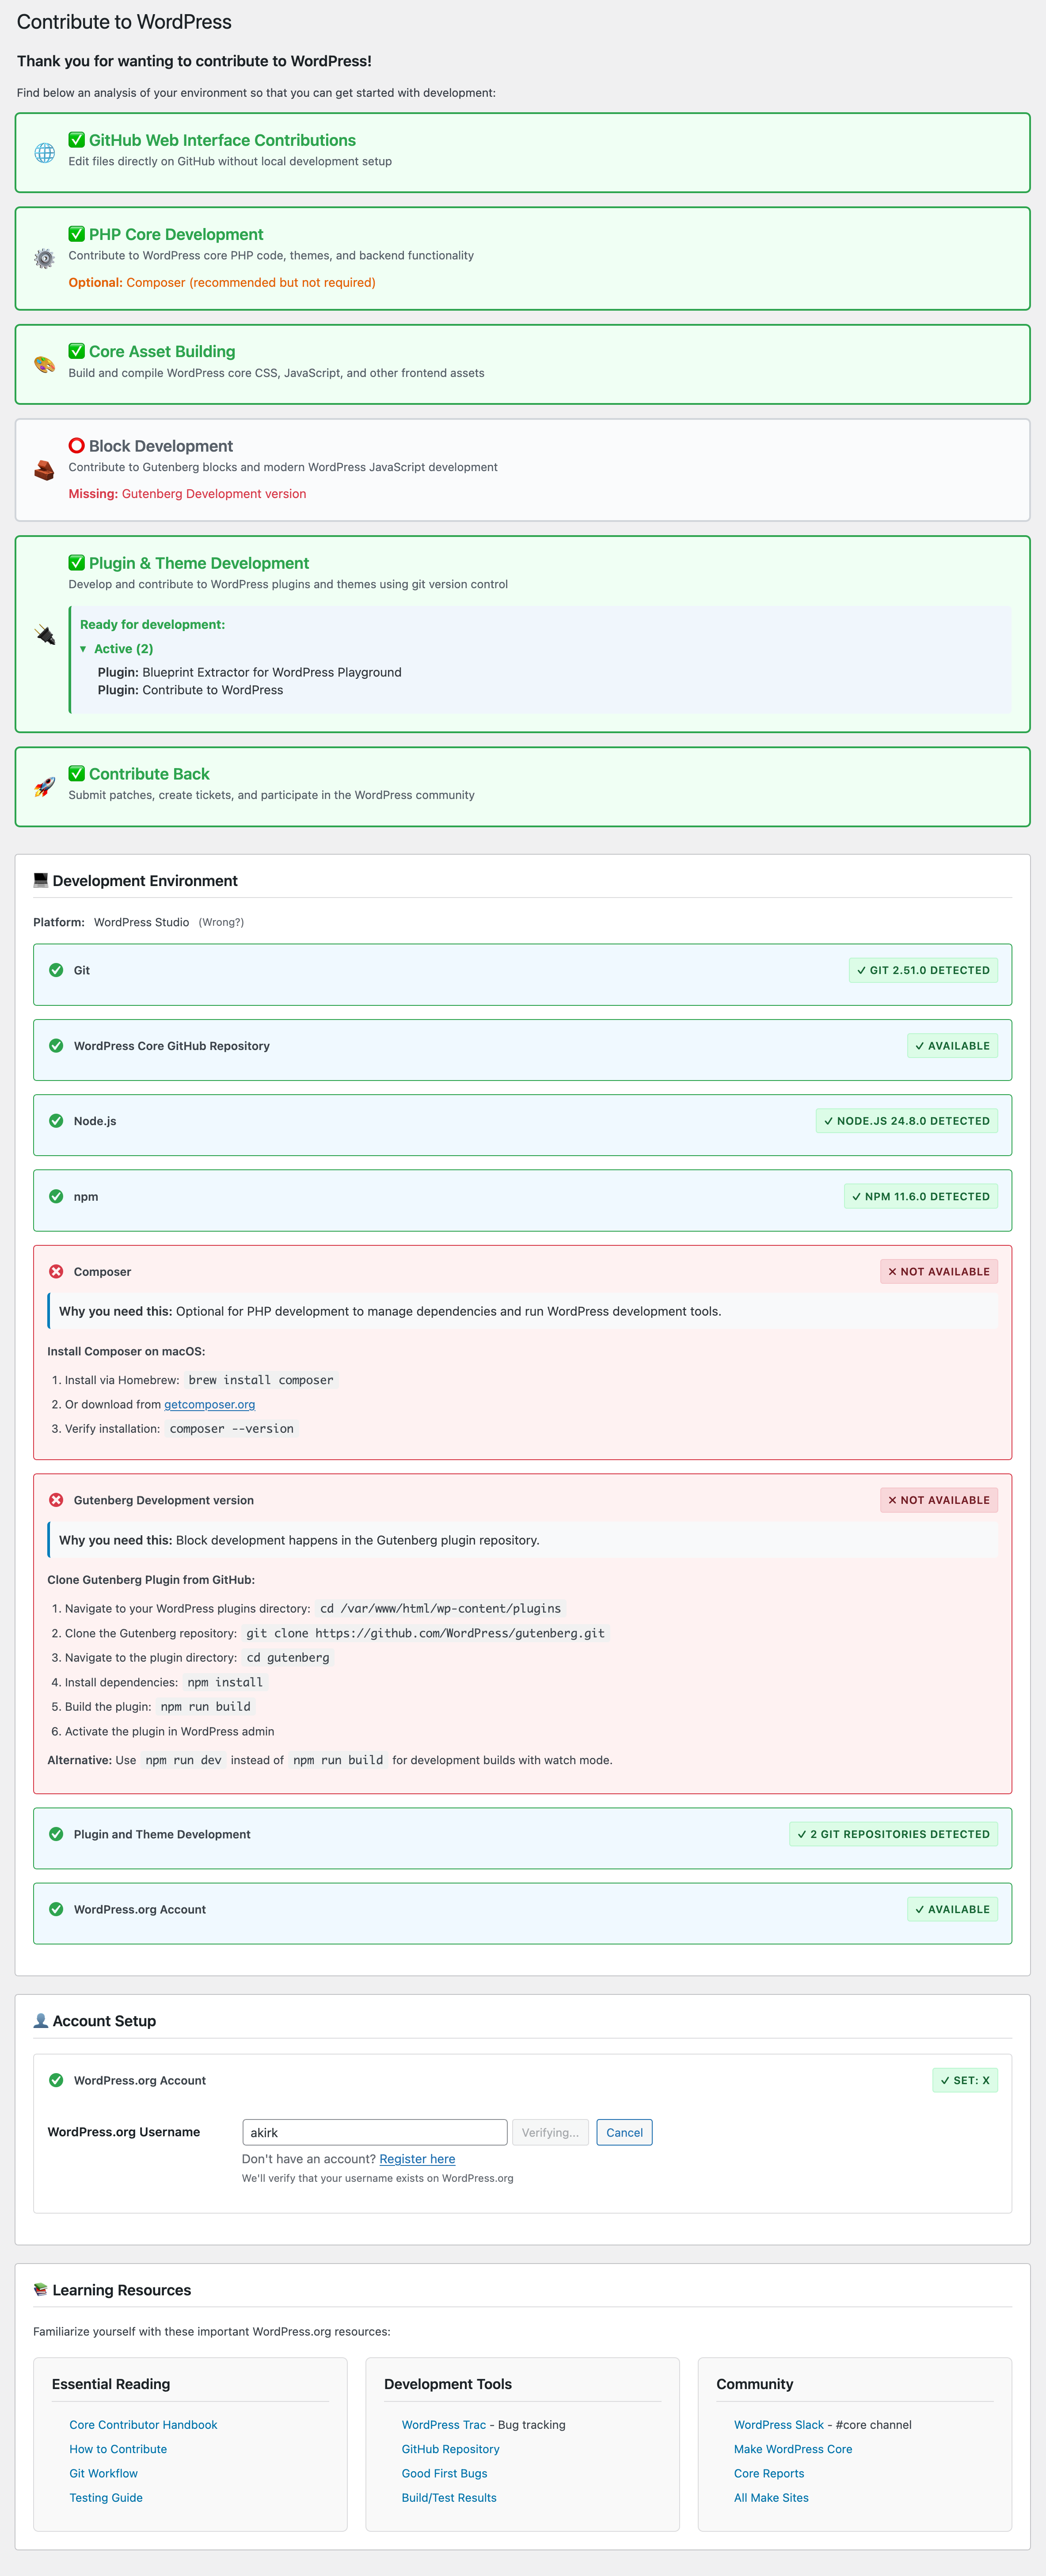 Contribute to WordPress
Thank you for wanting to contribute to WordPress!
Find below an analysis of your environment so that you can get started with development:
✅ GitHub Web Interface Contributions
Edit files directly on GitHub without local development setup
✅ PHP Core Development
Contribute to WordPress core PHP code, themes, and backend functionality
Optional: Composer (recommended but not required)
✅ Core Asset Building
Build and compile WordPress core CSS, JavaScript, and other frontend assets
⭕ Block Development
Contribute to Gutenberg blocks and modern WordPress JavaScript development
Missing: Gutenberg Development version
✅ Plugin & Theme Development
Develop and contribute to WordPress plugins and themes using git version control
Ready for development:
▼ Active (2)
Plugin: Blueprint Extractor for WordPress Playground
Plugin: Contribute to WordPress
✅ Contribute Back
Submit patches, create tickets, and participate in the WordPress community
Development Environment
Platform: WordPress Studio (Wrong?)
Git ✓ GIT 2.51.0 DETECTED
WordPress Core GitHub Repository ✓ AVAILABLE
Node.js ✓ NODE.JS 24.8.0 DETECTED
npm ✓ NPM 11.6.0 DETECTED
Composer ✕ NOT AVAILABLE
Why you need this: Optional for PHP development to manage dependencies and run WordPress development tools.
Install Composer on macOS:
1. Install via Homebrew: brew install composer
2. Or download from getcomposer.org
3. Verify installation: composer --version
Gutenberg Development version ✕ NOT AVAILABLE
Why you need this: Block development happens in the Gutenberg plugin repository.
Clone Gutenberg Plugin from GitHub:
1. Navigate to your WordPress plugins directory: cd /var/www/html/wp-content/plugins
2. Clone the Gutenberg repository: git clone https://github.com/WordPress/gutenberg.git
3. Navigate to the plugin directory: cd gutenberg
4. Install dependencies: npm install
5. Build the plugin: npm run build
6. Activate the plugin in WordPress admin
Alternative: Use npm run dev instead of npm run build for development builds with watch mode.
Plugin and Theme Development ✓ 2 GIT REPOSITORIES DETECTED
WordPress.org Account ✓ AVAILABLE
Account Setup
WordPress.org Account ✓ SET: X
WordPress.org Username akirk Verifying... Cancel
Don't have an account? Register here
We'll verify that your username exists on WordPress.org
Learning Resources
Familiarize yourself with these important WordPress.org resources:
Essential Reading
Core Contributor Handbook
How to Contribute
Git Workflow
Testing Guide
Development Tools
WordPress Trac - Bug tracking
GitHub Repository
Good First Bugs
Build/Test Results
Community
WordPress Slack - #core channel
Make WordPress Core
Core Reports
All Make Sites